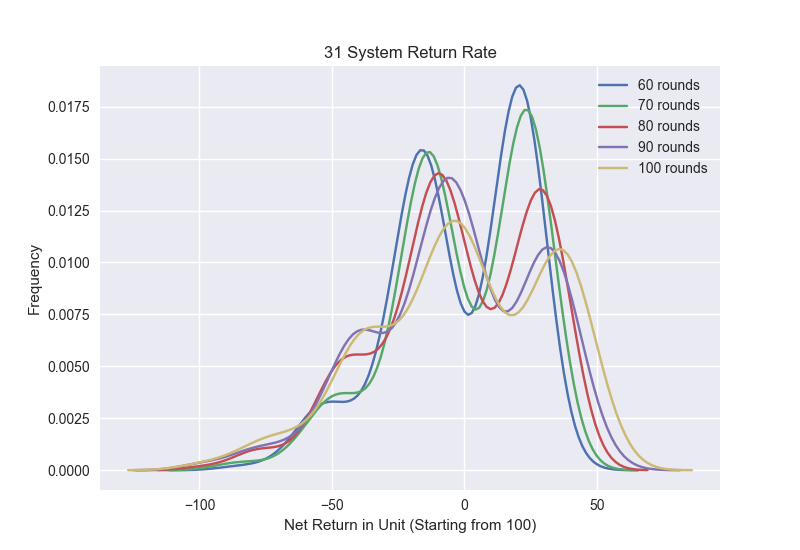 31 System Return Rate
60 rounds
70 rounds
80 rounds
90 rounds
100 rounds
0.0175
0.0150
0.0125
0.0100
0.0075
0.0050
0.0025
0.0000
Frequency
−100
−50
0
50
Net Return in Unit (Starting from 100)